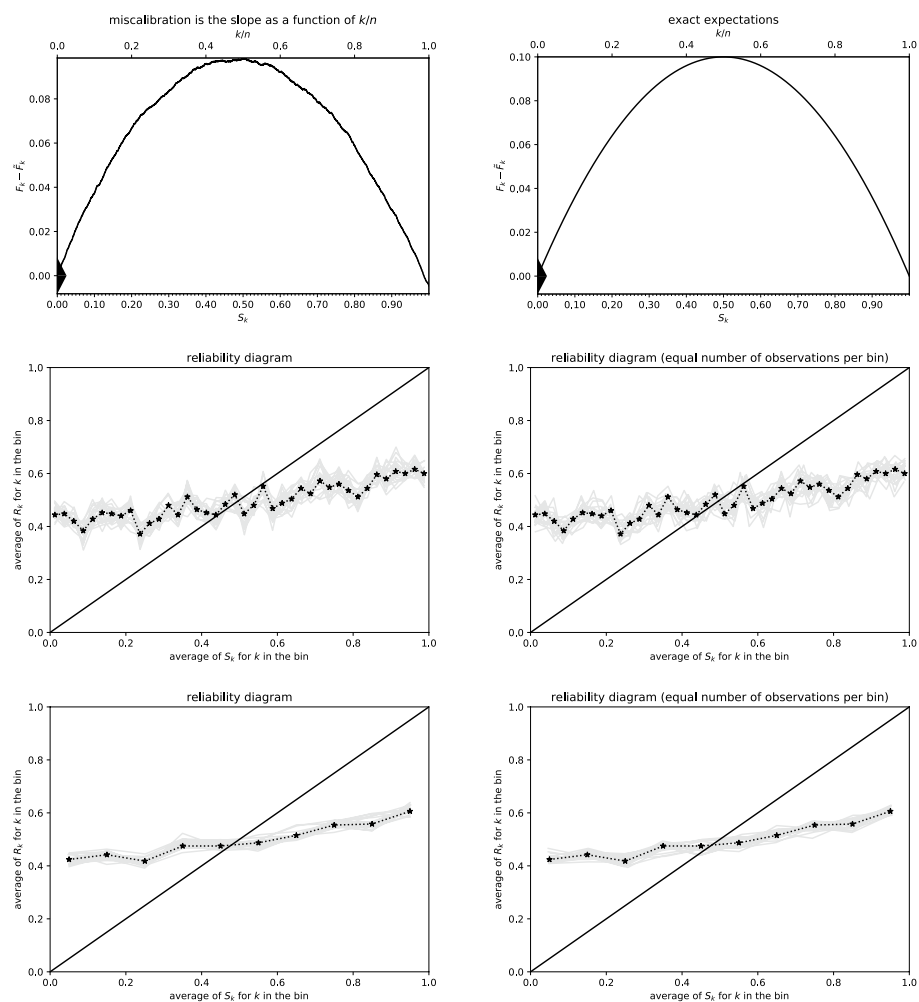 miscalibration is the slope as a function of k/n
k/n
0.0 0.2 0.4 0.6 0.8 1.0
0.08
0.06
0.04
0.02
0.00
F_k − F̃_k
0.00 0.10 0.20 0.30 0.40 0.50 0.60 0.70 0.80 0.90
S_k
exact expectations
k/n
0.0 0.2 0.4 0.6 0.8 1.0
0.10
0.08
0.06
0.04
0.02
0.00
F_k − F̃_k
0.00 0.10 0.20 0.30 0.40 0.50 0.60 0.70 0.80 0.90
S_k
reliability diagram
1.0
0.8
0.6
0.4
0.2
0.0
average of R_k for k in the bin
0.0 0.2 0.4 0.6 0.8 1.0
average of S_k for k in the bin
reliability diagram (equal number of observations per bin)
1.0
0.8
0.6
0.4
0.2
0.0
average of R_k for k in the bin
0.0 0.2 0.4 0.6 0.8 1.0
average of S_k for k in the bin
reliability diagram
1.0
0.8
0.6
0.4
0.2
0.0
average of R_k for k in the bin
0.0 0.2 0.4 0.6 0.8 1.0
average of S_k for k in the bin
reliability diagram (equal number of observations per bin)
1.0
0.8
0.6
0.4
0.2
0.0
average of R_k for k in the bin
0.0 0.2 0.4 0.6 0.8 1.0
average of S_k for k in the bin